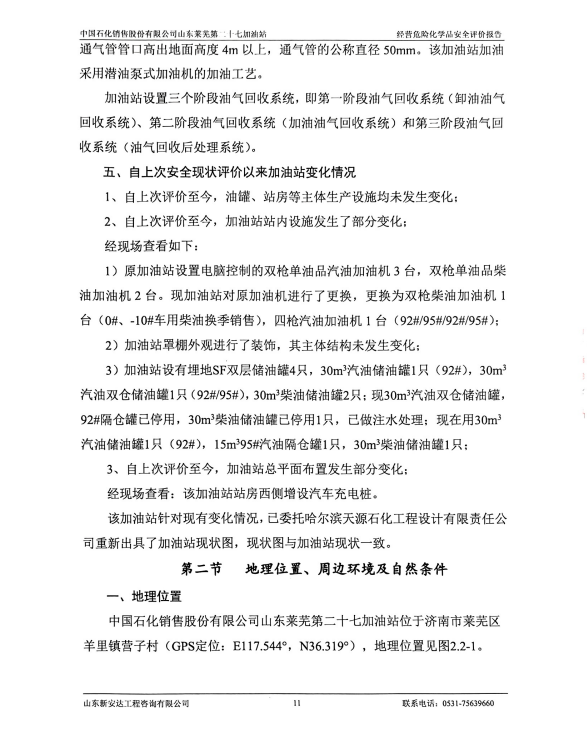 中国石化销售股份有限公司山东莱芜第二十七加油站 经营危险化学品安全评价报告
通气管管口高出地面高度 4m 以上，通气管的公称直径 50mm。该加油站加油
采用潜油泵式加油机的加油工艺。
加油站设置三个阶段油气回收系统，即第一阶段油气回收系统（卸油油气
回收系统）、第二阶段油气回收系统（加油油气回收系统）和第三阶段油气回
收系统（油气回收后处理系统）。
五、自上次安全现状评价以来加油站变化情况
1、自上次评价至今，油罐、站房等主体生产设施均未发生变化；
2、自上次评价至今，加油站站内设施发生了部分变化；
经现场查看如下：
1）原加油站设置电脑控制的双枪单油品汽油加油机 3 台，双枪单油品柴
油加油机 2 台。现加油站对原加油机进行了更换，更换为双枪柴油加油机 1
台（0#、-10#车用柴油换季销售），四枪汽油加油机 1 台（92#/95#/92#/95#）；
2）加油站罩棚外观进行了装饰，其主体结构未发生变化；
3）加油站设有埋地SF双层储油罐4只，30m³汽油储油罐1只（92#），30m³
汽油双仓储油罐1只（92#/95#），30m³柴油储油罐2只；现30m³汽油双仓储油罐，
92#隔仓罐已停用，30m³柴油储油罐已停用1只，已做注水处理；现在用30m³
汽油储油罐1只（92#），15m³95#汽油隔仓罐1只，30m³柴油储油罐1只；
3、自上次评价至今，加油站总平面布置发生部分变化；
经现场查看：该加油站站房西侧增设汽车充电桩。
该加油站针对现有变化情况，已委托哈尔滨天源石化工程设计有限责任公
司重新出具了加油站现状图，现状图与加油站现状一致。
第二节 地理位置、周边环境及自然条件
一、地理位置
中国石化销售股份有限公司山东莱芜第二十七加油站位于济南市莱芜区
羊里镇营子村（GPS定位：E117.544°，N36.319°），地理位置见图2.2-1。
山东新安达工程咨询有限公司 11 联系电话：0531-75639660